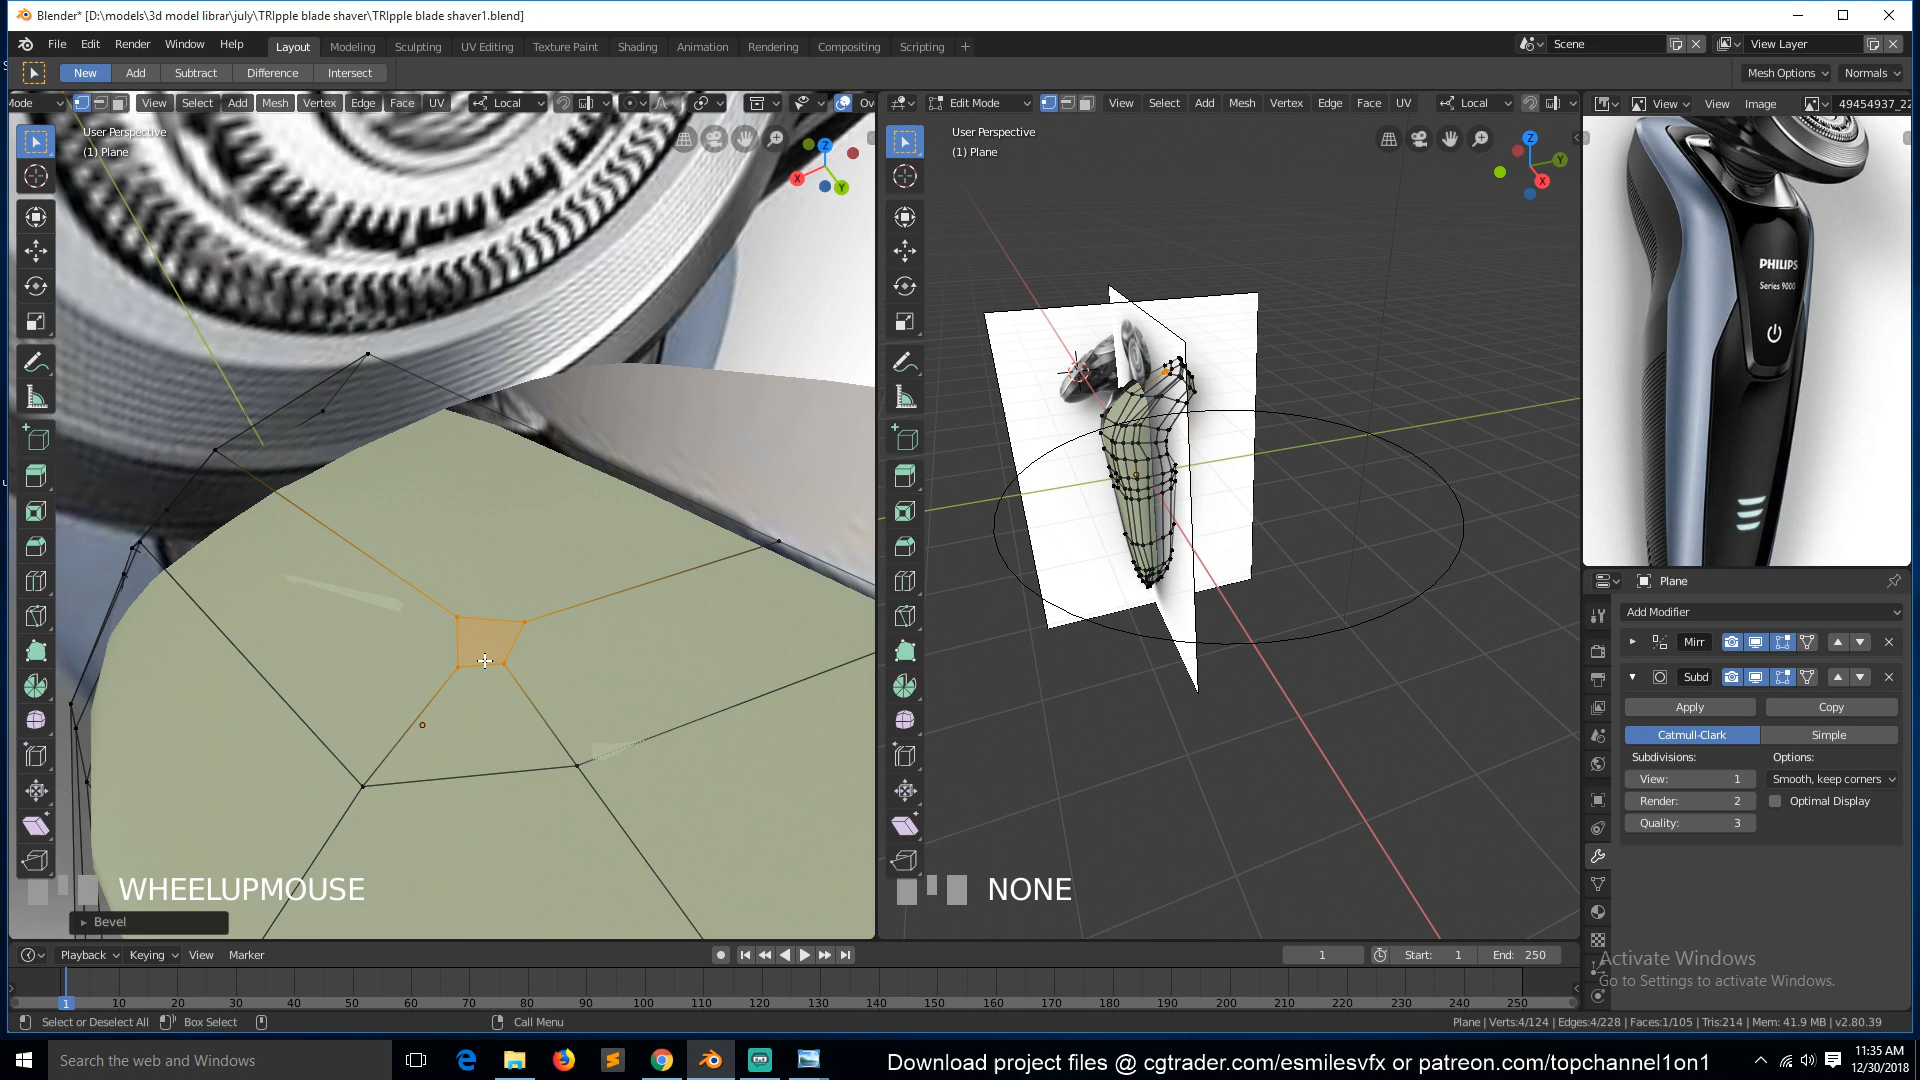 Blender* [D:\models\3d model librar\july\TRIpple blade shaver\TRIpple blade shaver1.blend]
File Edit Render Window Help Layout Modeling Sculpting UV Editing Texture Paint Shading Animation Rendering Compositing Scripting + Scene View Layer
New Add Subtract Difference Intersect Mesh Options Normals
Mode View Select Add Mesh Vertex Edge Face UV Local Ov Edit Mode View Select Add Mesh Vertex Edge Face UV Local View View Image 49454937_22
User Perspective
(1) Plane
User Perspective
(1) Plane
Z
X
Y
Z
Y
X
PHILIPS
Series 9000
Plane
Add Modifier
Mirr
Subd
Apply Copy
Catmull-Clark Simple
Subdivisions: Options:
View: 1 Smooth, keep corners
Render: 2 Optimal Display
Quality: 3
WHEELUPMOUSE
NONE
Bevel
Playback Keying View Marker 1 Start: 1 End: 250
1 10 20 30 40 50 60 70 80 90 100 110 120 130 140 150 160 170 180 190 200 210 220 230 240 250
Activate Windows
Go to Settings to activate Windows.
Select or Deselect All Box Select Call Menu Plane | Verts:4/124 | Edges:4/228 | Faces:1/105 | Tris:214 | Mem: 41.9 MB | v2.80.39
Search the web and Windows
Download project files @ cgtrader.com/esmilesvfx or patreon.com/topchannel1on1
11:35 AM
12/30/2018